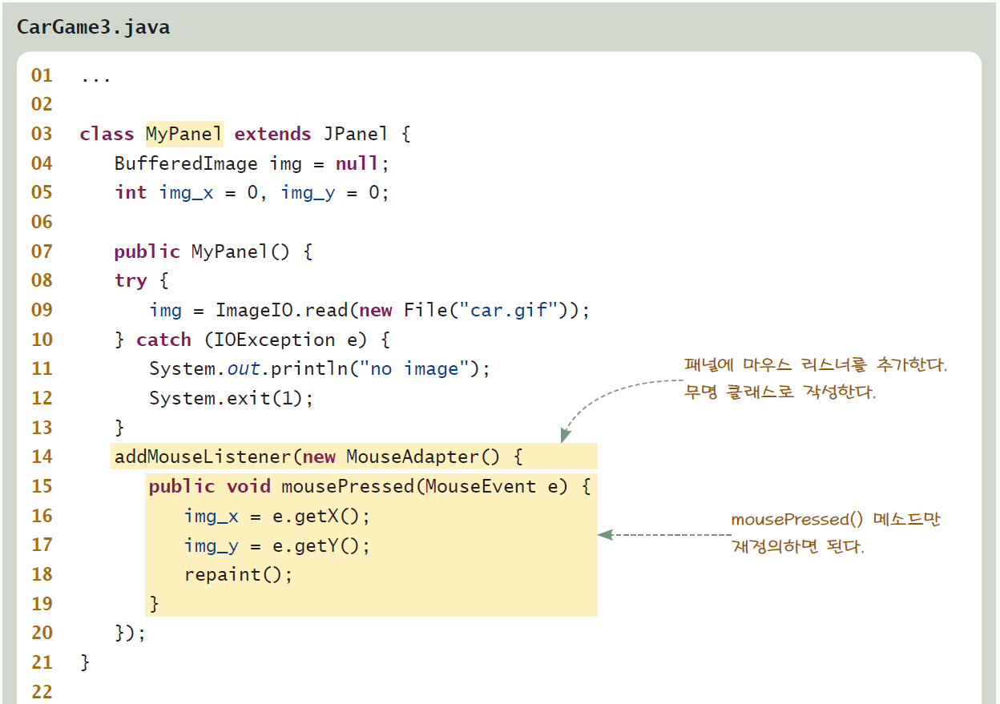 CarGame3.java
01 ...
02
03 class MyPanel extends JPanel {
04 BufferedImage img = null;
05 int img_x = 0, img_y = 0;
06
07 public MyPanel() {
08 try {
09 img = ImageIO.read(new File("car.gif"));
10 } catch (IOException e) {
11 System.out.println("no image");
12 System.exit(1);
13 }
14 addMouseListener(new MouseAdapter() {
15 public void mousePressed(MouseEvent e) {
16 img_x = e.getX();
17 img_y = e.getY();
18 repaint();
19 }
20 });
21 }
22
패널에 마우스 리스너를 추가한다.
무명 클래스로 작성한다.
mousePressed() 메소드만
재정의하면 된다.